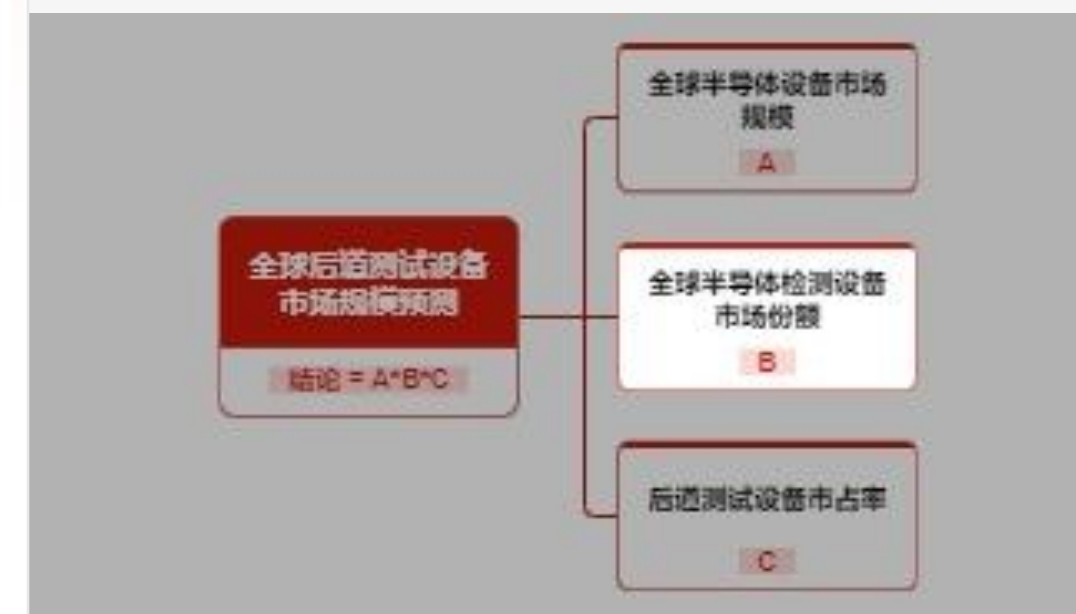 全球半导体设备市场
规模
A
全球后道测试设备
市场规模预测
结论 = A*B*C
全球半导体检测设备
市场份额
B
后道测试设备市占率
C